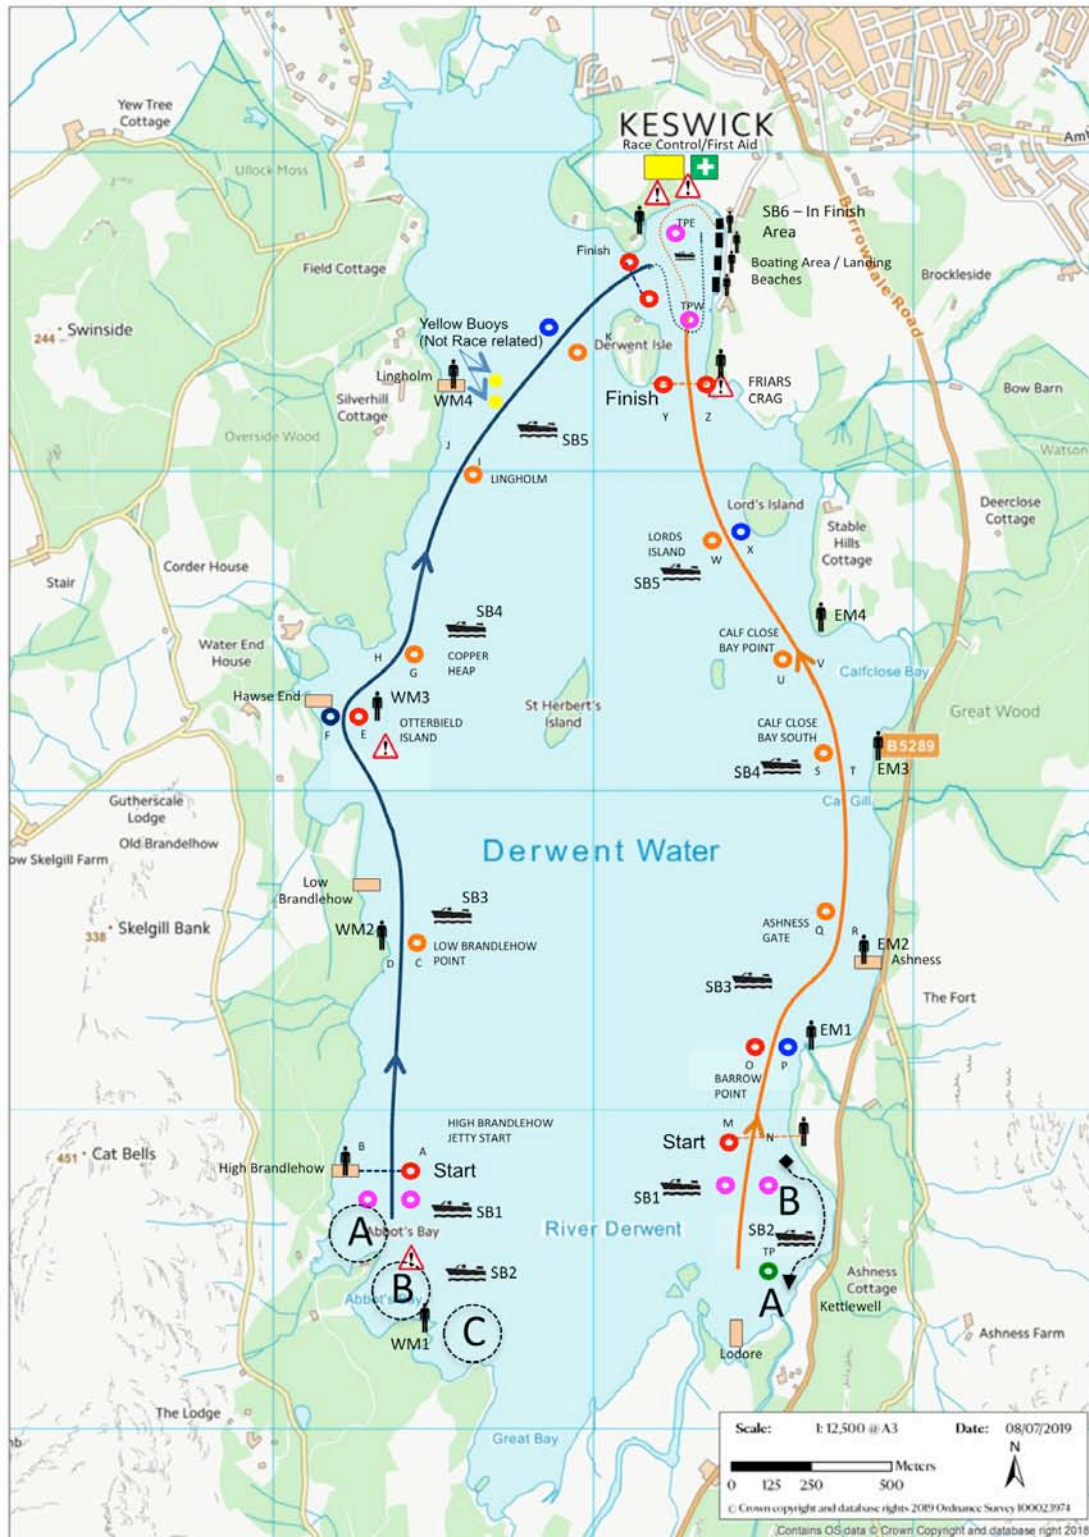 KESWICK
Race Control/First Aid
Yew Tree
Cottage
Ullock Moss
TPE
SB6 – In Finish
Area
Finish
Boating Area / Landing
Beaches
Borrowdale Road
Field Cottage
Brockleside
244 • Swinside
TPW
Yellow Buoys
(Not Race related)
K
Derwent Isle
Lingholm
WM4
Silverhill
Cottage
Finish
FRIARS
CRAG
Bow Barn
Y
Z
SB5
Overside Wood
J
I
Watson
LINGHOLM
Lord's Island
Deerclose
Cottage
Stable
Hills
Cottage
LORDS
ISLAND
W
X
SB5
Stair
Corder House
SB4
EM4
Water End
House
H
G
COPPER
HEAP
CALF CLOSE
BAY POINT
U
V
Calfclose Bay
Hawse End
WM3
F
E
OTTERBIELD
ISLAND
St Herbert's
Island
Great Wood
CALF CLOSE
BAY SOUTH
B5289
SB4
S
T
EM3
Cat Gill
Gutherscale
Lodge
Old Brandelhow
ow Skelgill Farm
Derwent Water
Low
Brandlehow
SB3
338 • Skelgill Bank
WM2
D
C
LOW BRANDLEHOW
POINT
ASHNESS
GATE
Q
R
EM2
Ashness
SB3
The Fort
EM1
O
P
BARROW
POINT
HIGH BRANDLEHOW
JETTY START
M
N
Start
B
A
451 • Cat Bells
High Brandlehow
Start
SB1
SB1
B
A
Abbot's Bay
River Derwent
SB2
TP
SB2
B
Abbot's Bay
A
Ashness
Cottage
Kettlewell
WM1
C
Lodore
Ashness Farm
The Lodge
Great Bay
Scale: 1: 12,500 @ A3 Date: 08/07/2019
N
Meters
0 125 250 500
© Crown copyright and database rights 2019 Ordnance Survey 100023974
Contains OS data © Crown Copyright and database right 2018